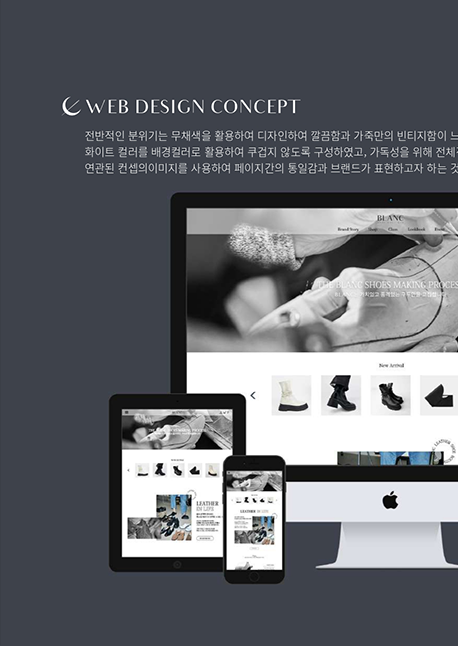 WEB DESIGN CONCEPT
전반적인 분위기는 무채색을 활용하여 디자인하여 깔끔함과 가죽만의 빈티지함이 느
화이트 컬러를 배경컬러로 활용하여 쿠겁지 않도록 구성하였고, 가독성을 위해 전체
연관된 컨셉의이미지를 사용하여 페이지간의 통일감과 브랜드가 표현하고자 하는 것
BLANC
Brand Story Shop Class Lookbook Event
THE BLANC SHOES MAKING PROCES
New Arrival
LEATHER
IN LIFE
LEATHER
IN LIFE